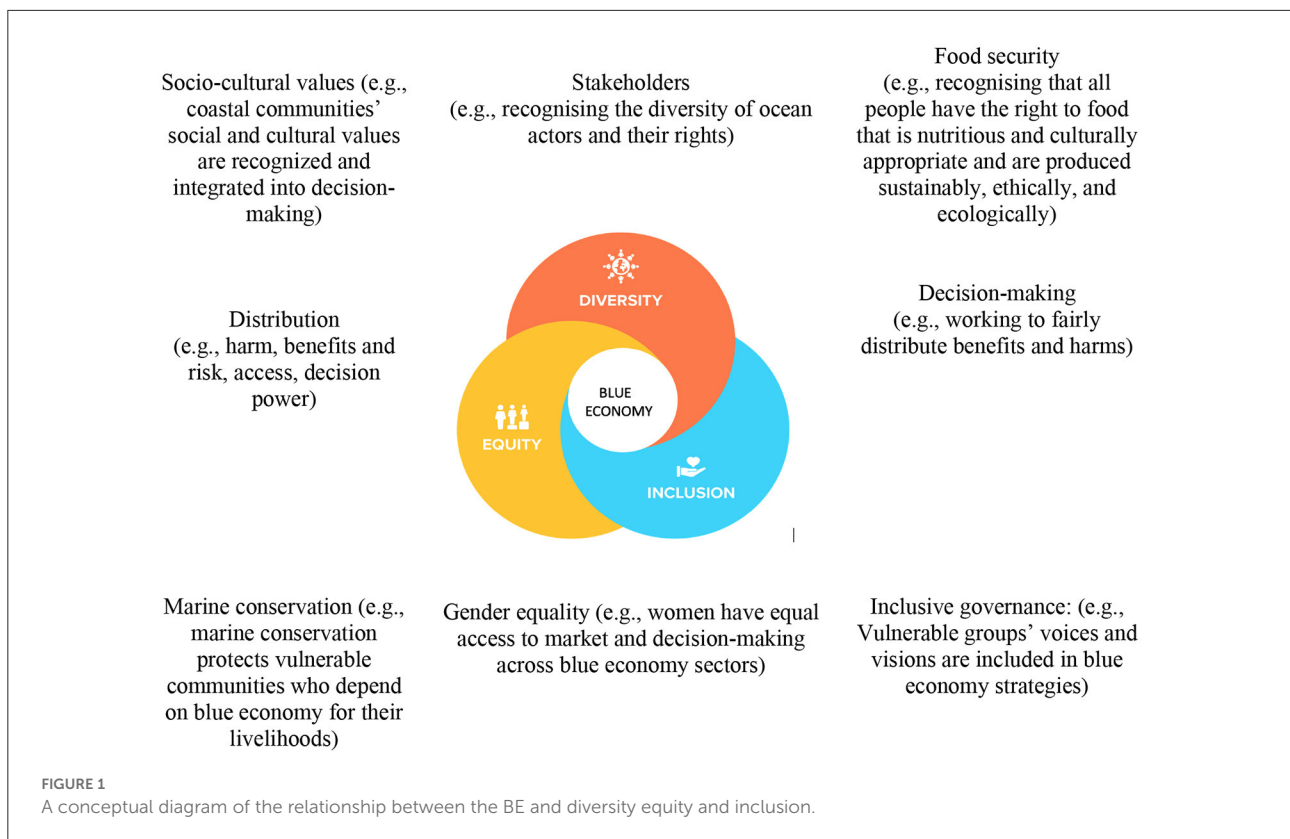 Socio-cultural values (e.g.,
coastal communities’
social and cultural values
are recognized and
integrated into decision-
making)
Stakeholders
(e.g., recognising the diversity of ocean
actors and their rights)
Food security
(e.g., recognising that all
people have the right to food
that is nutritious and culturally
appropriate and are produced
sustainably, ethically, and
ecologically)
Distribution
(e.g., harm, benefits and
risk, access, decision
power)
DIVERSITY
BLUE
ECONOMY
EQUITY
INCLUSION
Decision-making
(e.g., working to fairly
distribute benefits and harms)
Marine conservation (e.g.,
marine conservation
protects vulnerable
communities who depend
on blue economy for their
livelihoods)
Gender equality (e.g., women have equal
access to market and decision-making
across blue economy sectors)
Inclusive governance: (e.g.,
Vulnerable groups’ voices and
visions are included in blue
economy strategies)
FIGURE 1
A conceptual diagram of the relationship between the BE and diversity equity and inclusion.